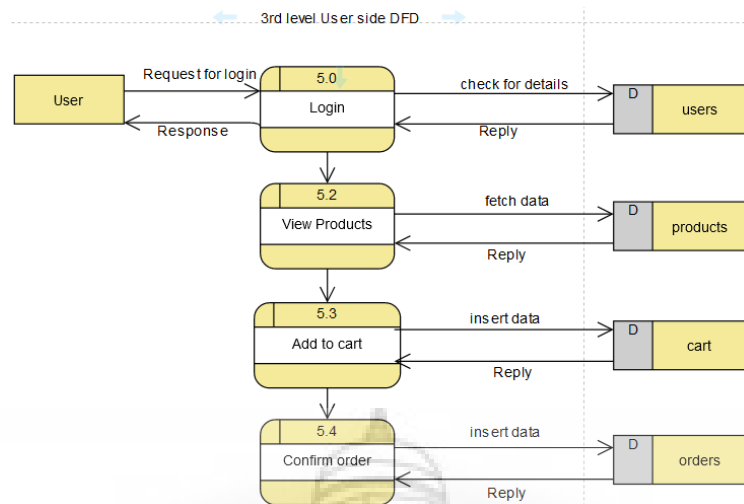 3rd level User side DFD
User
Request for login
Response
5.0
Login
check for details
Reply
D
users
5.2
View Products
fetch data
Reply
D
products
5.3
Add to cart
insert data
Reply
D
cart
5.4
Confirm order
insert data
Reply
D
orders